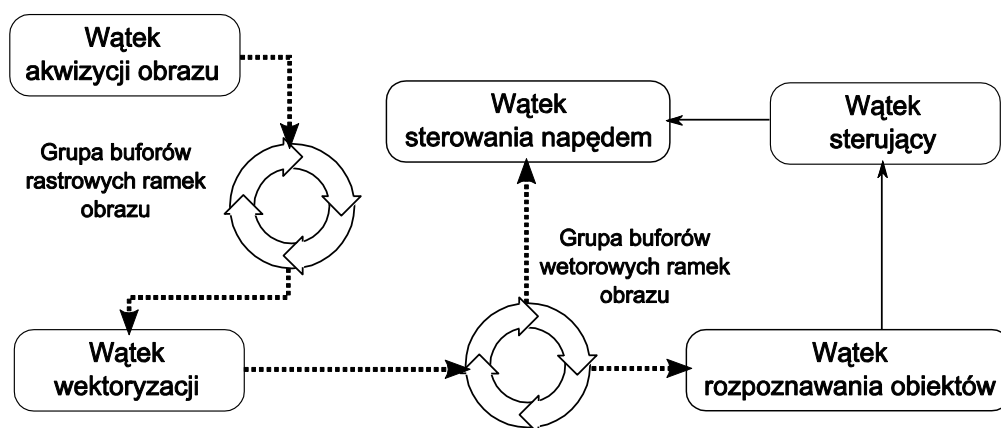 Wątek
akwizycji obrazu
Grupa buforów
rastrowych ramek
obrazu
Wątek
wektoryzacji
Wątek
sterowania napędem
Wątek
sterujący
Grupa buforów
wetorowych ramek
obrazu
Wątek
rozpoznawania obiektów